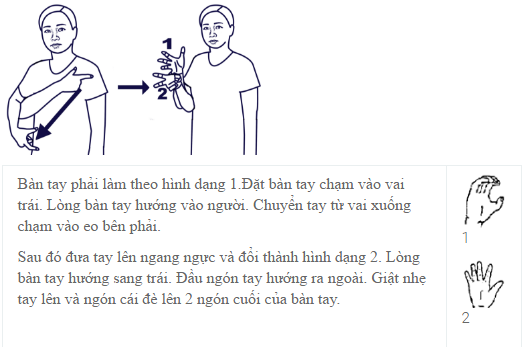 1
2
Bàn tay phải làm theo hình dạng 1.Đặt bàn tay chạm vào vai
trái. Lòng bàn tay hướng vào người. Chuyển tay từ vai xuống
chạm vào eo bên phải.
Sau đó đưa tay lên ngang ngực và đổi thành hình dạng 2. Lòng
bàn tay hướng sang trái. Đầu ngón tay hướng ra ngoài. Giật nhẹ
tay lên và ngón cái đè lên 2 ngón cuối của bàn tay.
1
2